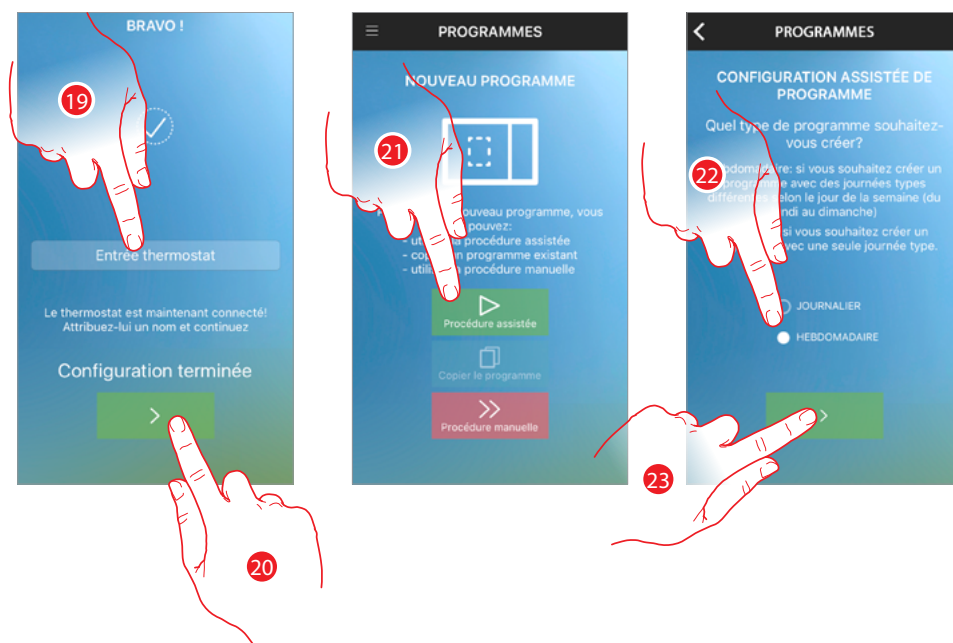 BRAVO !
19
Entrée thermostat
Le thermostat est maintenant connecté!
Attribuez-lui un nom et continuez
Configuration terminée
20
PROGRAMMES
NOUVEAU PROGRAMME
21
nouveau programme, vous
pouvez:
- procédure assistée
- un programme existant
- procédure manuelle
Procédure assistée
Copier le programme
Procédure manuelle
PROGRAMMES
CONFIGURATION ASSISTÉE DE
PROGRAMME
Quel type de programme souhaitez-
vous créer?
22
si vous souhaitez créer un
programme avec des journées types
différentes selon le jour de la semaine (du
au dimanche)
si vous souhaitez créer un
avec une seule journée type.
JOURNALIER
HEBDOMADAIRE
23